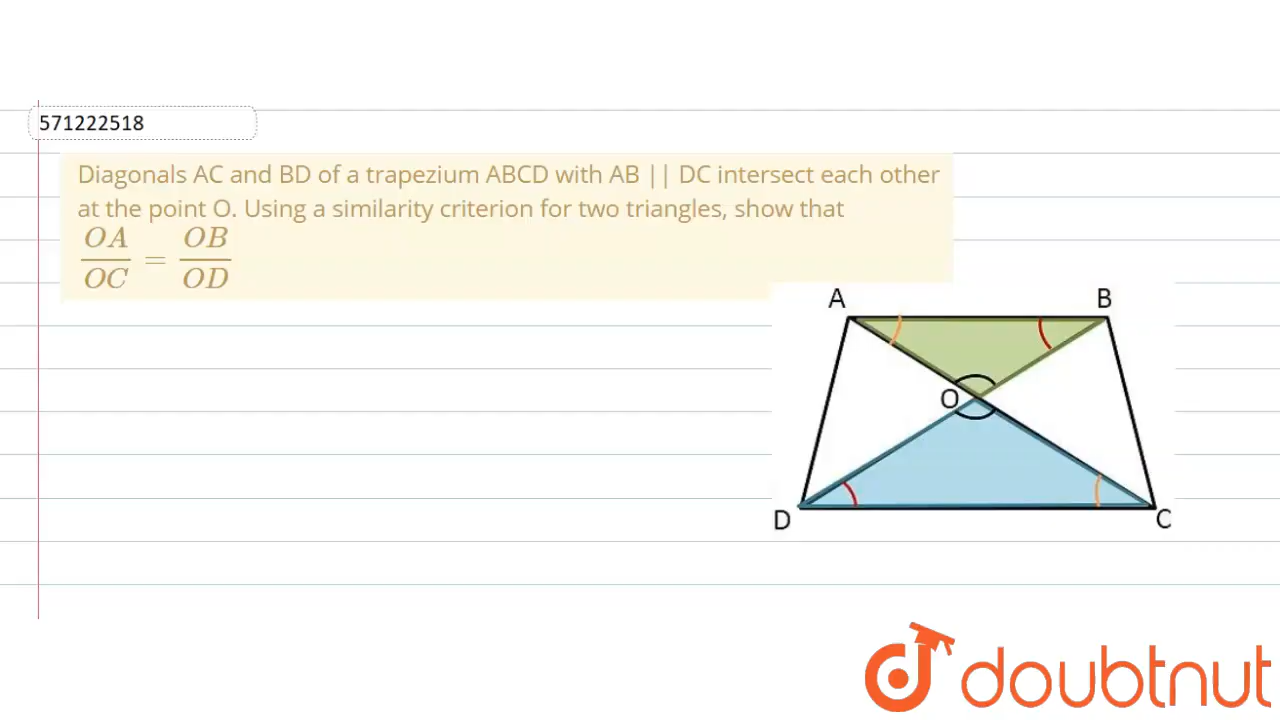 571222518
Diagonals AC and BD of a trapezium ABCD with AB || DC intersect each other
at the point O. Using a similarity criterion for two triangles, show that
OA/OC = OB/OD
A B
O
D C
doubtnut